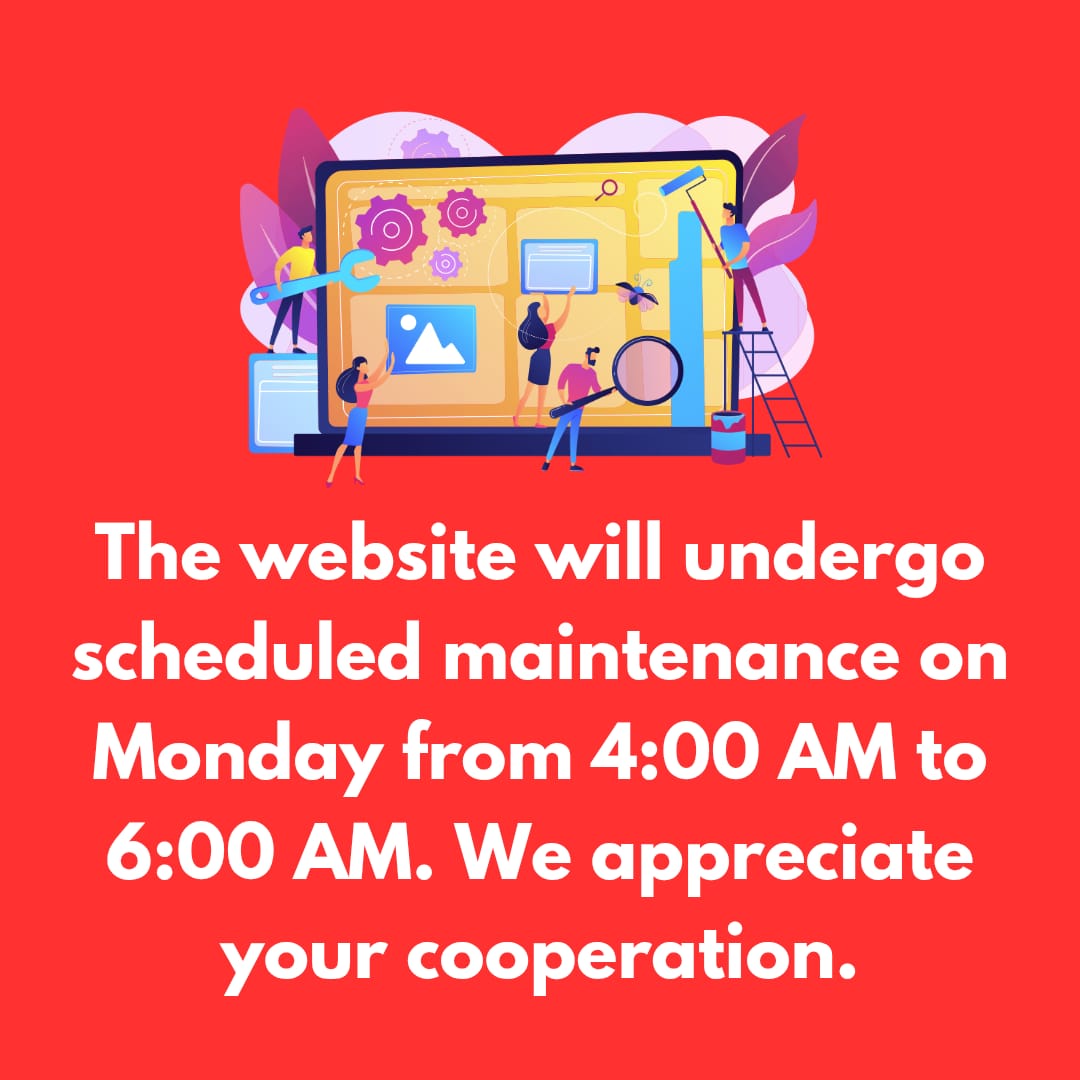 The website will undergo
scheduled maintenance on
Monday from 4:00 AM to
6:00 AM. We appreciate
your cooperation.